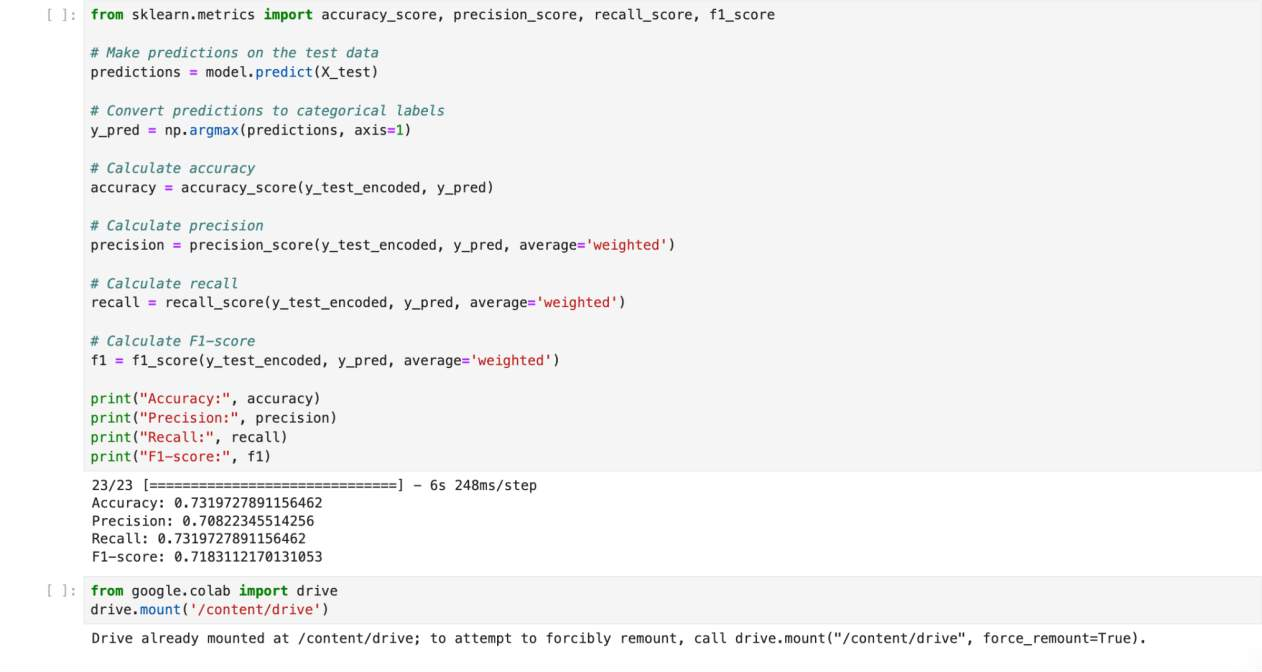 [ ]: from sklearn.metrics import accuracy_score, precision_score, recall_score, f1_score
# Make predictions on the test data
predictions = model.predict(X_test)
# Convert predictions to categorical labels
y_pred = np.argmax(predictions, axis=1)
# Calculate accuracy
accuracy = accuracy_score(y_test_encoded, y_pred)
# Calculate precision
precision = precision_score(y_test_encoded, y_pred, average='weighted')
# Calculate recall
recall = recall_score(y_test_encoded, y_pred, average='weighted')
# Calculate F1-score
f1 = f1_score(y_test_encoded, y_pred, average='weighted')
print("Accuracy:", accuracy)
print("Precision:", precision)
print("Recall:", recall)
print("F1-score:", f1)
23/23 [==============================] - 6s 248ms/step
Accuracy: 0.7319727891156462
Precision: 0.70822345514256
Recall: 0.7319727891156462
F1-score: 0.7183112170131053
[ ]: from google.colab import drive
drive.mount('/content/drive')
Drive already mounted at /content/drive; to attempt to forcibly remount, call drive.mount("/content/drive", force_remount=True).